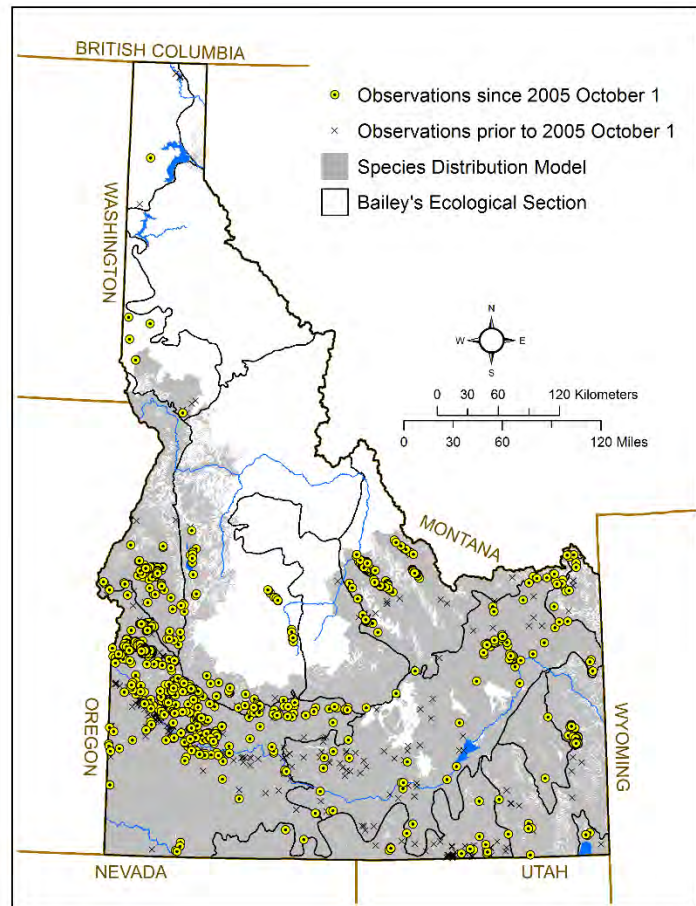 BRITISH COLUMBIA
Observations since 2005 October 1
Observations prior to 2005 October 1
Species Distribution Model
Bailey's Ecological Section
WASHINGTON
N
W E
S
0 30 60 120 Kilometers
0 30 60 120 Miles
MONTANA
OREGON
WYOMING
NEVADA
UTAH